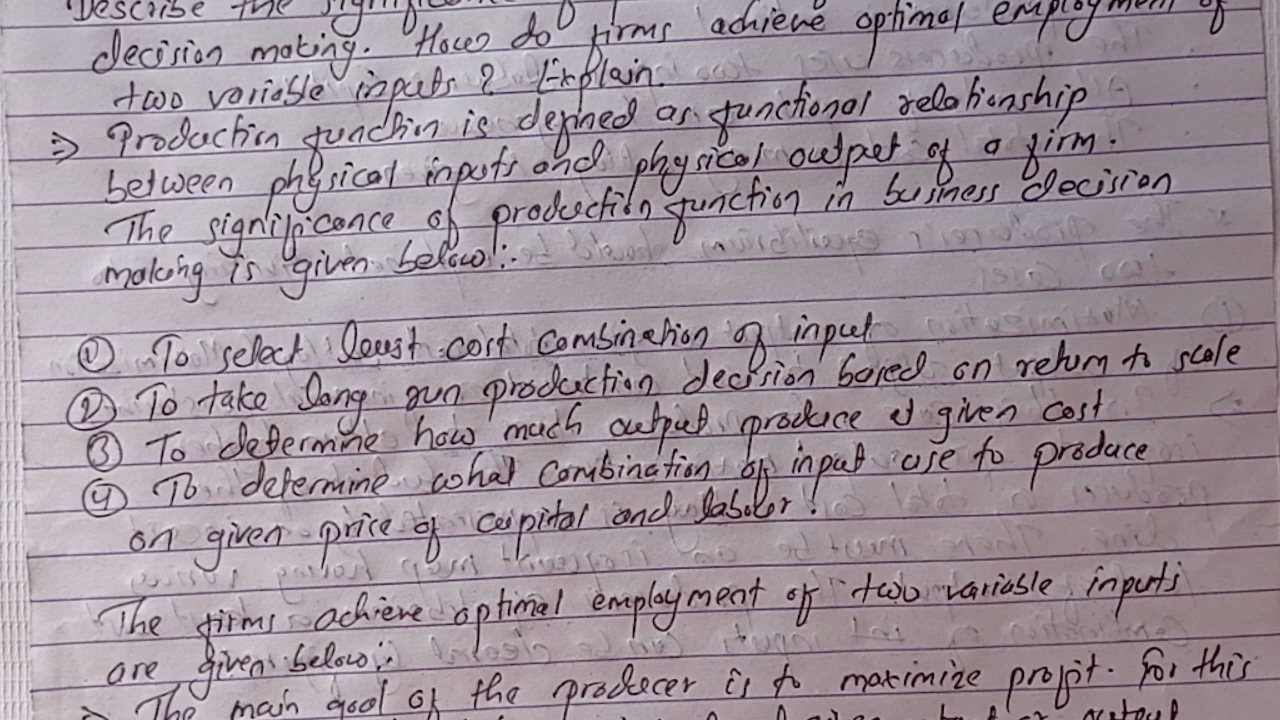 Describe the
decision making. How do firms achieve optimal employment of
two variable inputs? Explain.
⇒ Production function is defined as functional relationship
between physical inputs and physical output of a firm.
The significance of production function in business decision
making is given below:
① To select least cost combination of input
② To take long run production decision based on return to scale
③ To determine how much output produce at given cost
④ To determine what combination of input use to produce
on given price of capital and labour.
The firms achieve optimal employment of two variable inputs
are given below:
⇒ The main goal of the producer is to maximize profit. For this